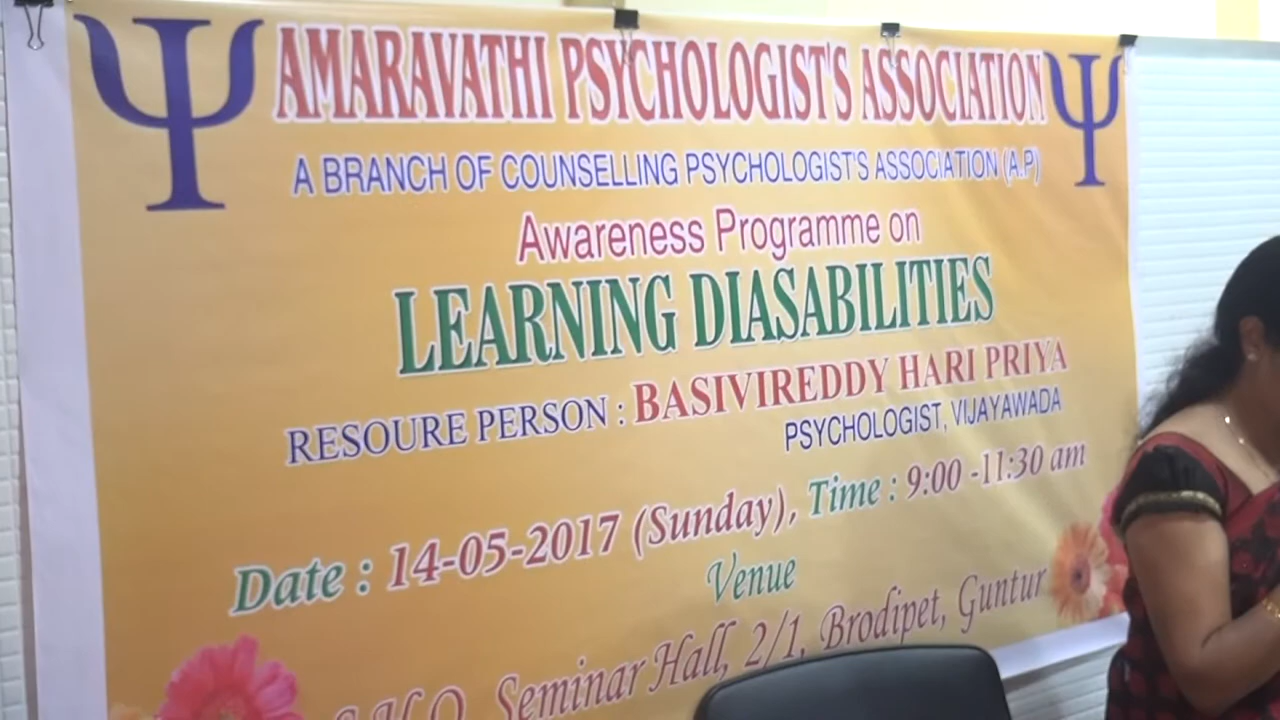 Ψ AMARAVATHI PSYCHOLOGIST'S ASSOCIATION Ψ
A BRANCH OF COUNSELLING PSYCHOLOGIST'S ASSOCIATION (A.P)
Awareness Programme on
LEARNING DIASABILITIES
RESOURE PERSON : BASIVIREDDY HARI PRIYA
PSYCHOLOGIST, VIJAYAWADA
Date : 14-05-2017 (Sunday), Time : 9:00 -11:30 am
Venue
Seminar Hall, 2/1, Brodipet, Guntur